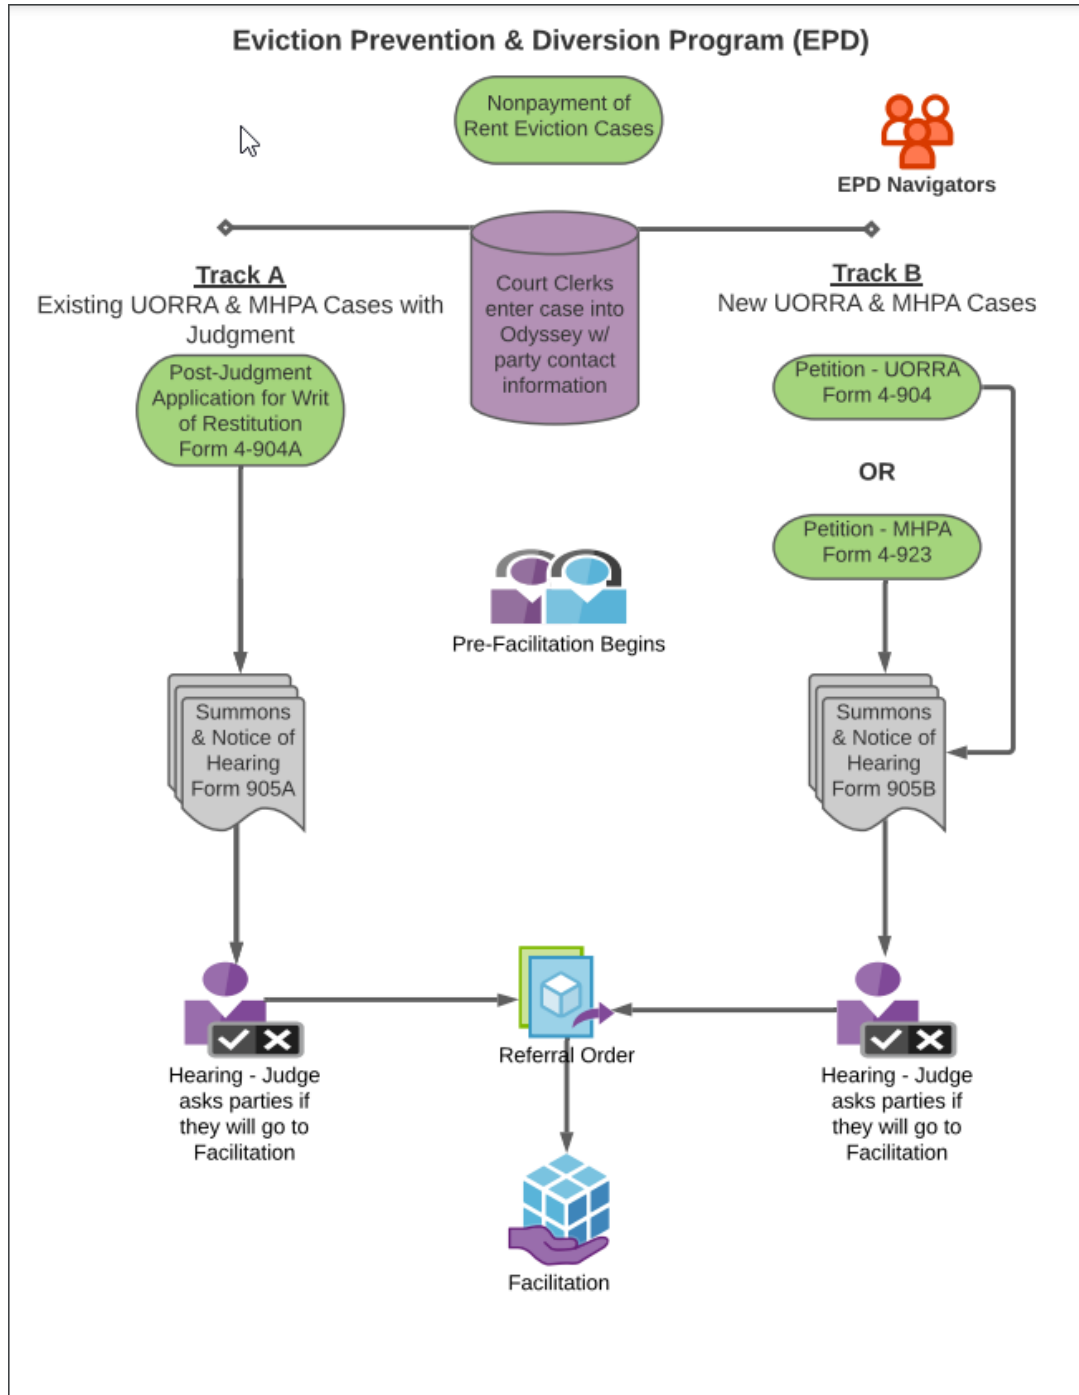 Eviction Prevention & Diversion Program (EPD)
Nonpayment of
Rent Eviction Cases
EPD Navigators
Track A
Existing UORRA & MHPA Cases with
Judgment
Court Clerks
enter case into
Odyssey w/
party contact
information
Track B
New UORRA & MHPA Cases
Post-Judgment
Application for Writ
of Restitution
Form 4-904A
Petition - UORRA
Form 4-904
OR
Petition - MHPA
Form 4-923
Pre-Facilitation Begins
Summons
& Notice of
Hearing
Form 905A
Summons
& Notice of
Hearing
Form 905B
Referral Order
Hearing - Judge
asks parties if
they will go to
Facilitation
Hearing - Judge
asks parties if
they will go to
Facilitation
Facilitation